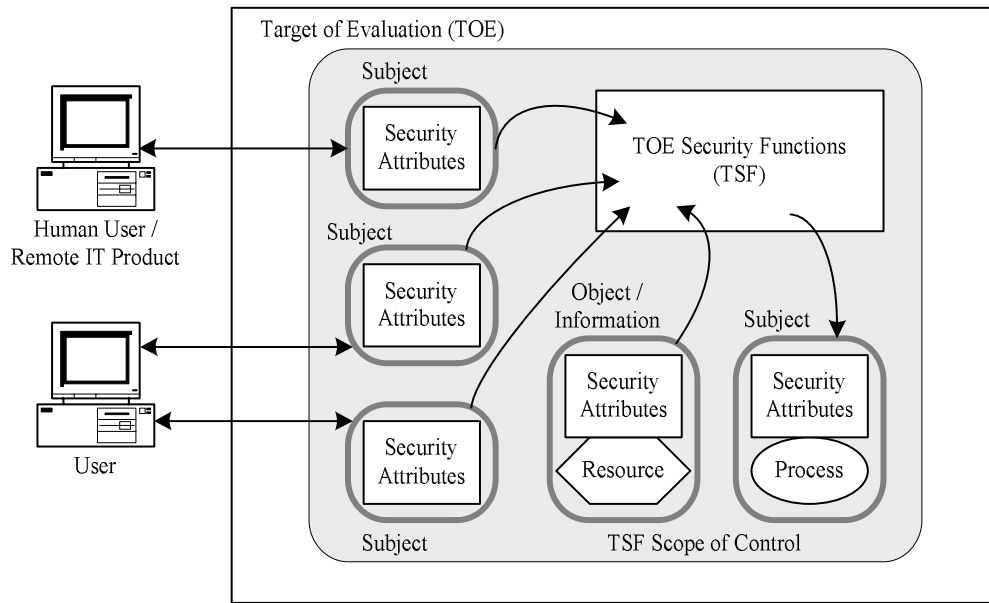 Target of Evaluation (TOE)
Subject
Security
Attributes
TOE Security Functions
(TSF)
Human User /
Remote IT Product
Subject
Security
Attributes
Object /
Information
Subject
Security
Attributes
Security
Attributes
Security
Attributes
Resource
Process
User
Subject
TSF Scope of Control